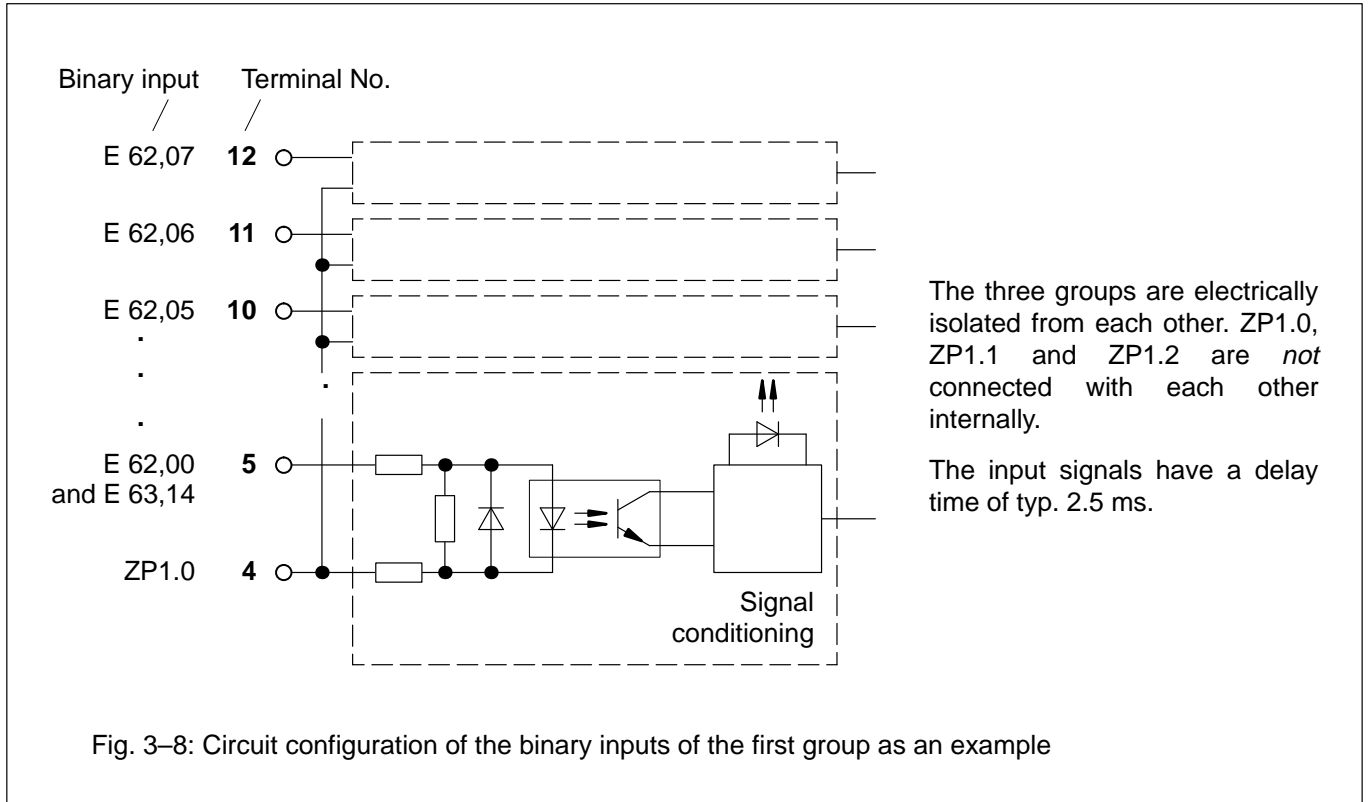 Binary input Terminal No.
E 62,07 12
E 62,06 11
E 62,05 10
.
.
.
.
E 62,00 5
and E 63,14
ZP1.0 4
Signal
conditioning
The three groups are electrically
isolated from each other. ZP1.0,
ZP1.1 and ZP1.2 are not
connected with each other
internally.
The input signals have a delay
time of typ. 2.5 ms.
Fig. 3–8: Circuit configuration of the binary inputs of the first group as an example